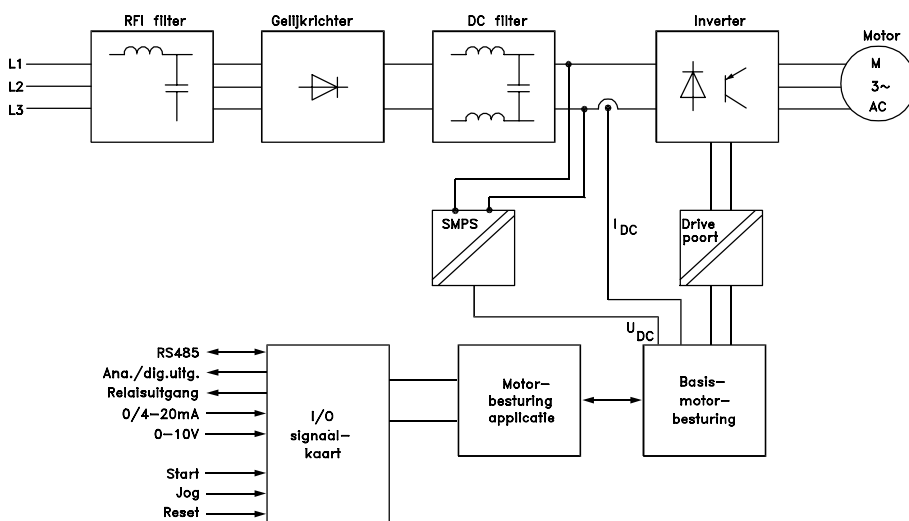 RFI filter
Gelijkrichter
DC filter
Inverter
Motor
L1
L2
L3
M
3~
AC
SMPS
I DC
Drive
poort
U DC
RS485
Ana./dig.uitg.
Relaisuitgang
0/4-20mA
0-10V
Start
Jog
Reset
I/O
signaal-
kaart
Motor-
besturing
applicatie
Basis-
motor-
besturing